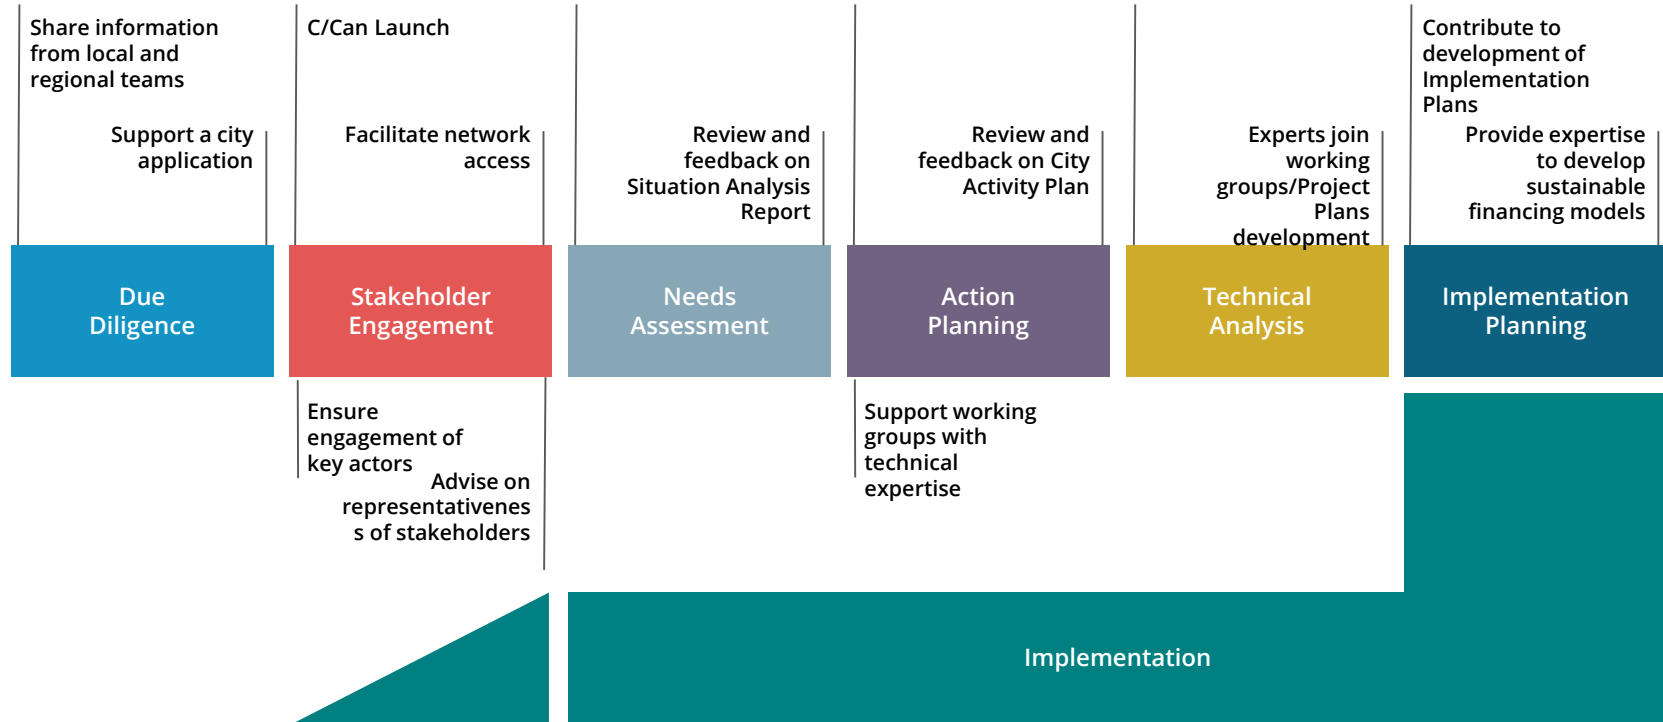 Share information
from local and
regional teams
Support a city
application
C/Can Launch
Facilitate network
access
Review and
feedback on
Situation Analysis
Report
Review and
feedback on City
Activity Plan
Experts join
working
groups/Project
Plans
development
Contribute to
development of
Implementation
Plans
Provide expertise
to develop
sustainable
financing models
Due
Diligence
Stakeholder
Engagement
Needs
Assessment
Action
Planning
Technical
Analysis
Implementation
Planning
Ensure
engagement of
key actors
Advise on
representativenes
s of stakeholders
Support working
groups with
technical
expertise
Implementation